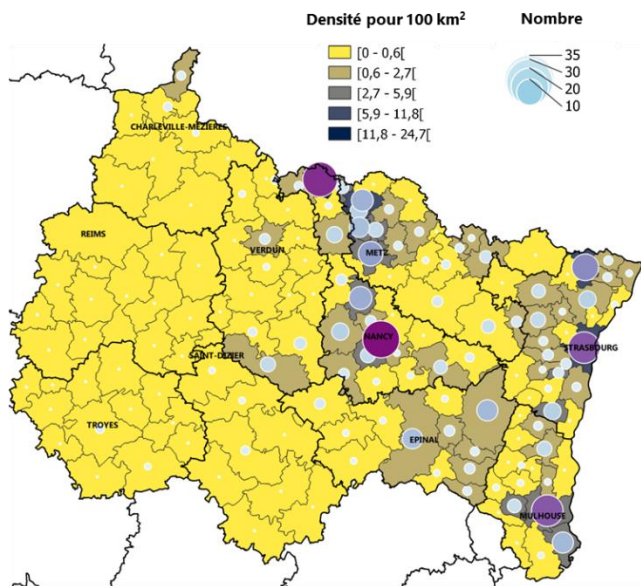 Densité pour 100 km²
Nombre
[0 - 0,6[
[0,6 - 2,7[
[2,7 - 5,9[
[5,9 - 11,8[
[11,8 - 24,7[
35
30
20
10
CHARLEVILLE-MEZIERES
REIMS
VERDUN
METZ
SAINT-DIZIER
NANCY
STRASBOURG
TROYES
EPINAL
MULHOUSE